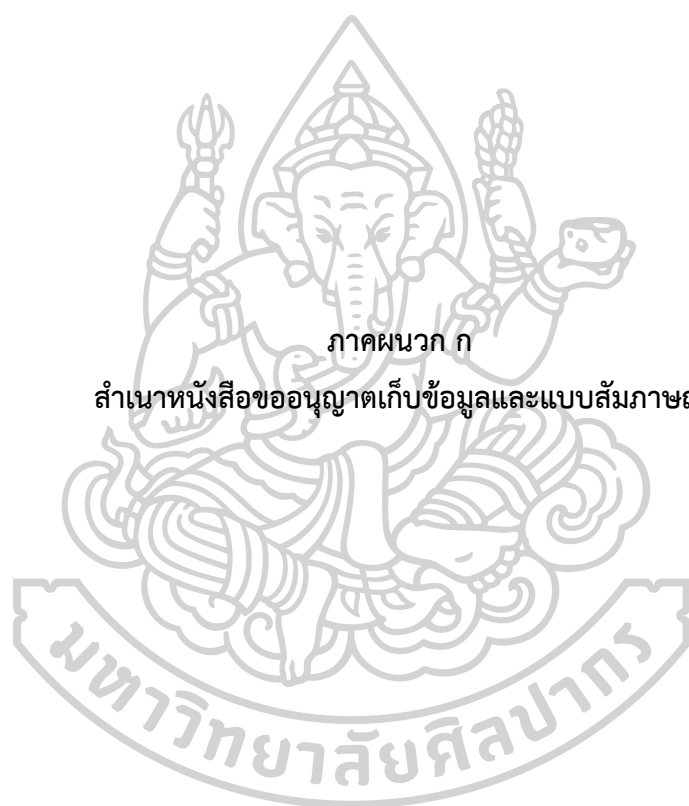 ภาคผนวก ก
สำเนาหนังสือขออนุญาตเก็บข้อมูลและแบบสัมภาษณ
มหาวิทยาลัยศิลปากร